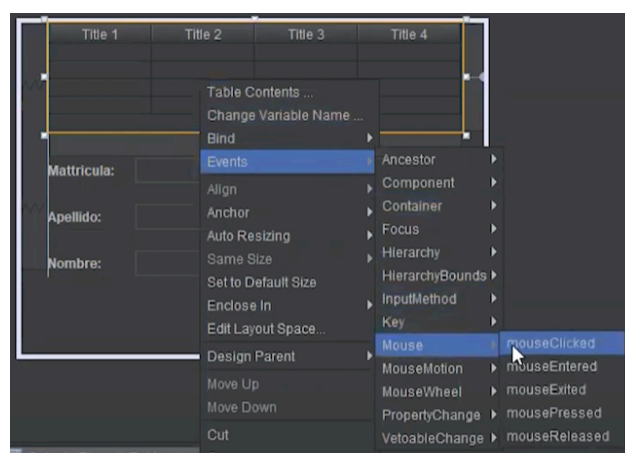 Title 1 Title 2 Title 3 Title 4
Table Contents ...
Change Variable Name ...
Bind
Events
Align
Anchor
Auto Resizing
Same Size
Set to Default Size
Enclose In
Edit Layout Space...
Design Parent
Move Up
Move Down
Cut
Mattricula:
Apellido:
Nombre:
Ancestor
Component
Container
Focus
Hierarchy
HierarchyBounds
InputMethod
Key
Mouse
MouseMotion
MouseWheel
PropertyChange
VetoableChange
mouseClicked
mouseEntered
mouseExited
mousePressed
mouseReleased